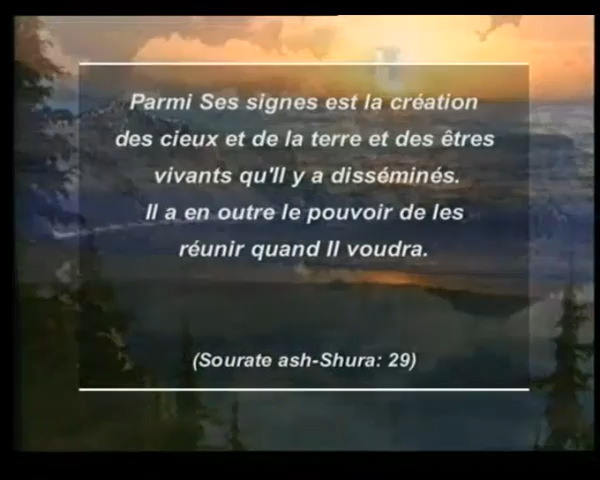 Parmi Ses signes est la création
des cieux et de la terre et des êtres
vivants qu'Il y a disséminés.
Il a en outre le pouvoir de les
réunir quand Il voudra.
(Sourate ash-Shura: 29)